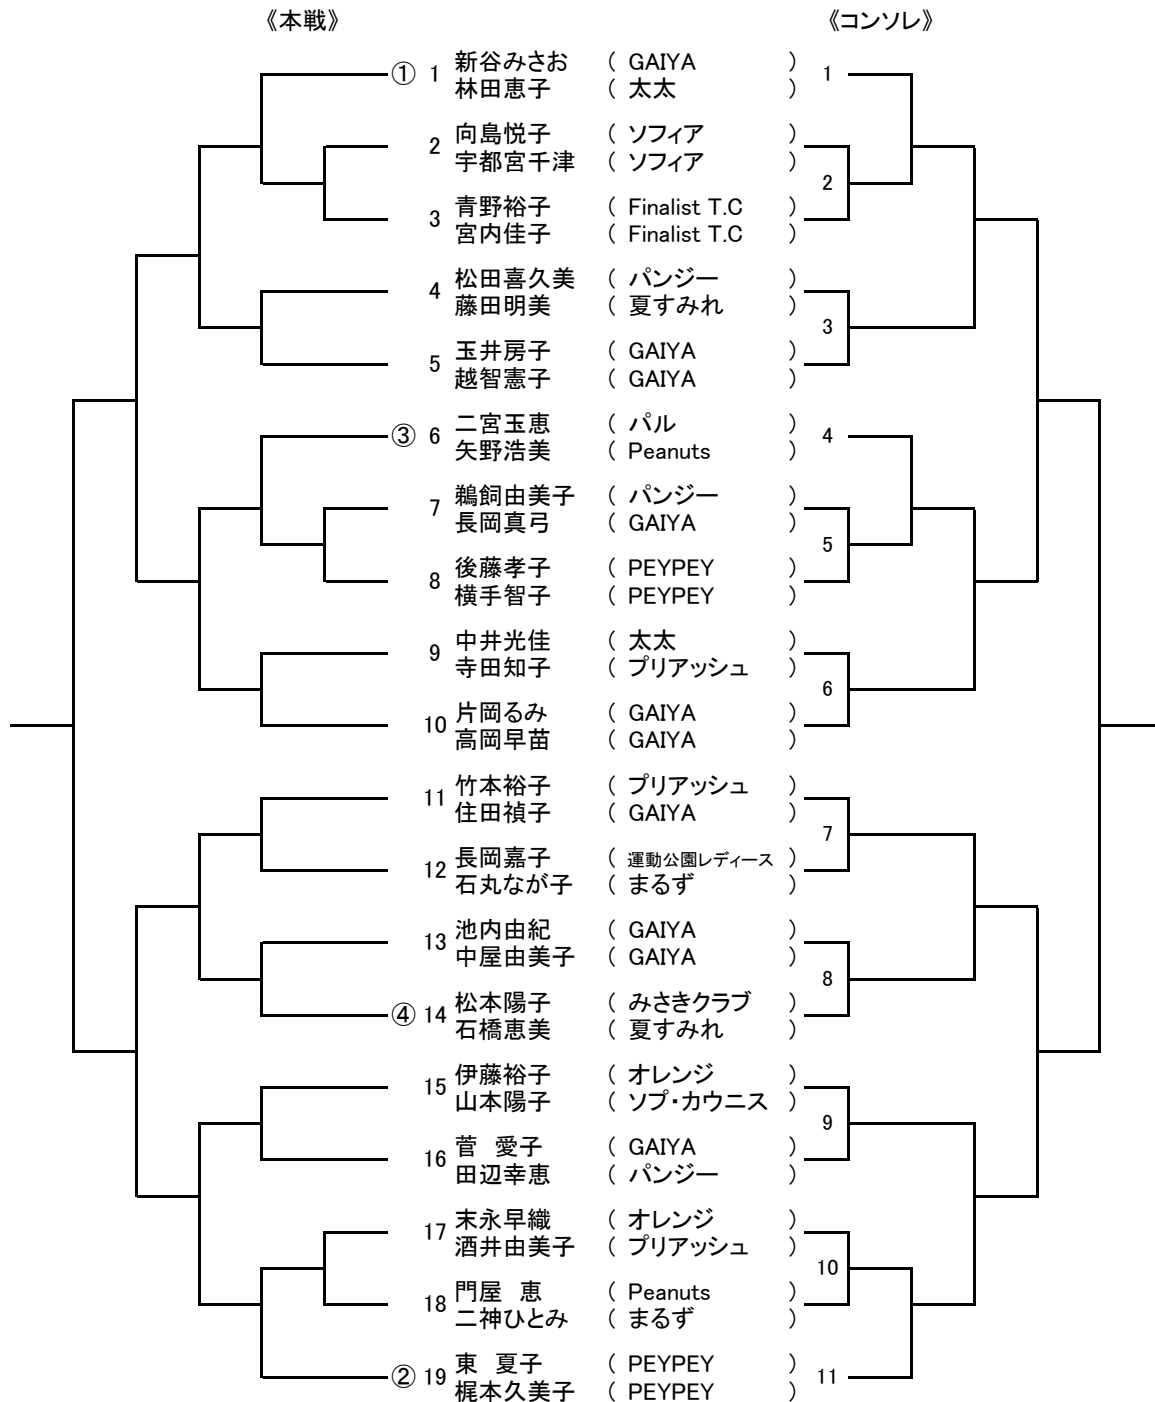 《本戦》 《コンソレ》
① 1 新谷みさお ( GAIYA ) 1
林田恵子 ( 太太 )
2 向島悦子 ( ソフィア )
宇都宮千津 ( ソフィア )
2
3 青野裕子 ( Finalist T.C )
宮内佳子 ( Finalist T.C )
4 松田喜久美 ( パンジー )
藤田明美 ( 夏すみれ )
3
5 玉井房子 ( GAIYA )
越智憲子 ( GAIYA )
③ 6 二宮玉恵 ( パル ) 4
矢野浩美 ( Peanuts )
7 鵜飼由美子 ( パンジー )
長岡真弓 ( GAIYA )
5
8 後藤孝子 ( PEYPEY )
横手智子 ( PEYPEY )
9 中井光佳 ( 太太 )
寺田知子 ( プリアッシュ )
6
10 片岡るみ ( GAIYA )
高岡早苗 ( GAIYA )
11 竹本裕子 ( プリアッシュ )
住田禎子 ( GAIYA )
7
12 長岡嘉子 ( 運動公園レディース )
石丸なが子 ( まるず )
13 池内由紀 ( GAIYA )
中屋由美子 ( GAIYA )
8
④ 14 松本陽子 ( みさきクラブ )
石橋恵美 ( 夏すみれ )
15 伊藤裕子 ( オレンジ )
山本陽子 ( ソプ・カウニス )
9
16 菅 愛子 ( GAIYA )
田辺幸恵 ( パンジー )
17 末永早織 ( オレンジ )
酒井由美子 ( プリアッシュ )
10
18 門屋 恵 ( Peanuts )
二神ひとみ ( まるず )
② 19 東 夏子 ( PEYPEY ) 11
梶本久美子 ( PEYPEY )